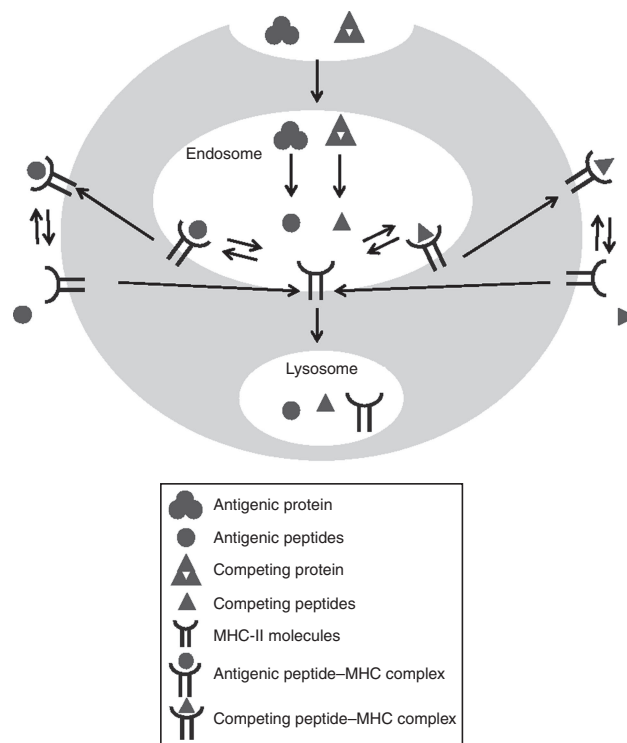 Endosome
Lysosome
Antigenic protein
Antigenic peptides
Competing protein
Competing peptides
MHC-II molecules
Antigenic peptide–MHC complex
Competing peptide–MHC complex